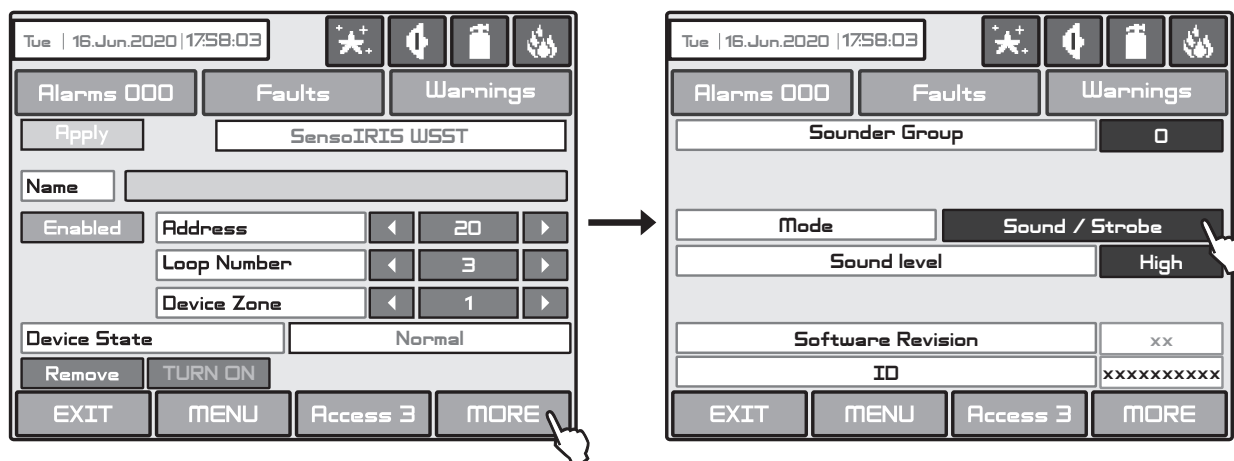 Tue | 16.Jun.2020 | 17:58:03
Alarms 000 Faults Warnings
Apply SensoIRIS WSST
Name
Enabled Address 20
Loop Number 3
Device Zone 1
Device State Normal
Remove TURN ON
EXIT MENU Access 3 MORE
Tue | 16.Jun.2020 | 17:58:03
Alarms 000 Faults Warnings
Sounder Group 0
Mode Sound / Strobe
Sound level High
Software Revision xx
ID xxxxxxxxxx
EXIT MENU Access 3 MORE